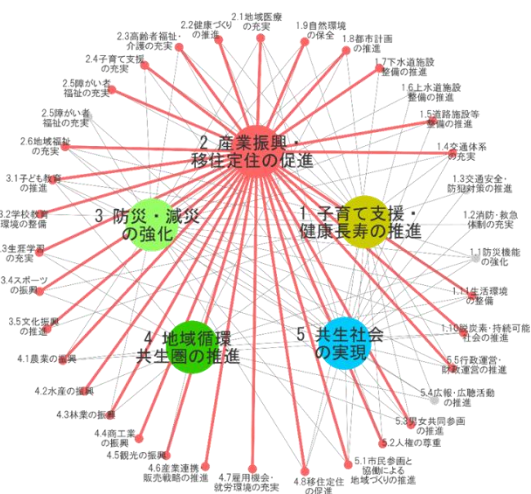 2.1地域医療
の充実
1.9自然環境
の保全
1.8都市計画
の推進
1.7下水道施設
整備の推進
1.6上水道施設
整備の推進
1.5道路施設等
整備の推進
1.4交通体系
の充実
1.3交通安全・
防犯対策の推進
1.2消防・救急
体制の充実
1.1防災機能
の強化
1.11生活環境
の整備
1.10脱炭素・持続可能
社会の推進
5.5行政運営・
財政運営の推進
5.4広報・広聴活動
の推進
5.3男女共同参画
の推進
5.2人権の尊重
5.1市民参画と
協働による
地域づくりの推進
4.8移住定住
の促進
4.7雇用機会・
就労環境の充実
4.6産業連携・
販売戦略の推進
4.5観光の振興
4.4商工業
の振興
4.3林業の振興
4.2水産の振興
4.1農業の振興
3.5文化振興
の推進
3.4スポーツ
の振興
3.3生涯学習
の充実
3.2学校教育
環境の整備
3.1子ども教育
の推進
2.6地域福祉
の充実
2.5障がい者
福祉の充実
2.5障がい者
福祉の充実
2.4子育て支援
の充実
2.3高齢者福祉・
介護の充実
2.2健康づくり
の推進
2 産業振興・
移住定住の促進
3 防災・減災
の強化
1 子育て支援・
健康長寿の推進
4 地域循環
共生圏の推進
5 共生社会
の実現